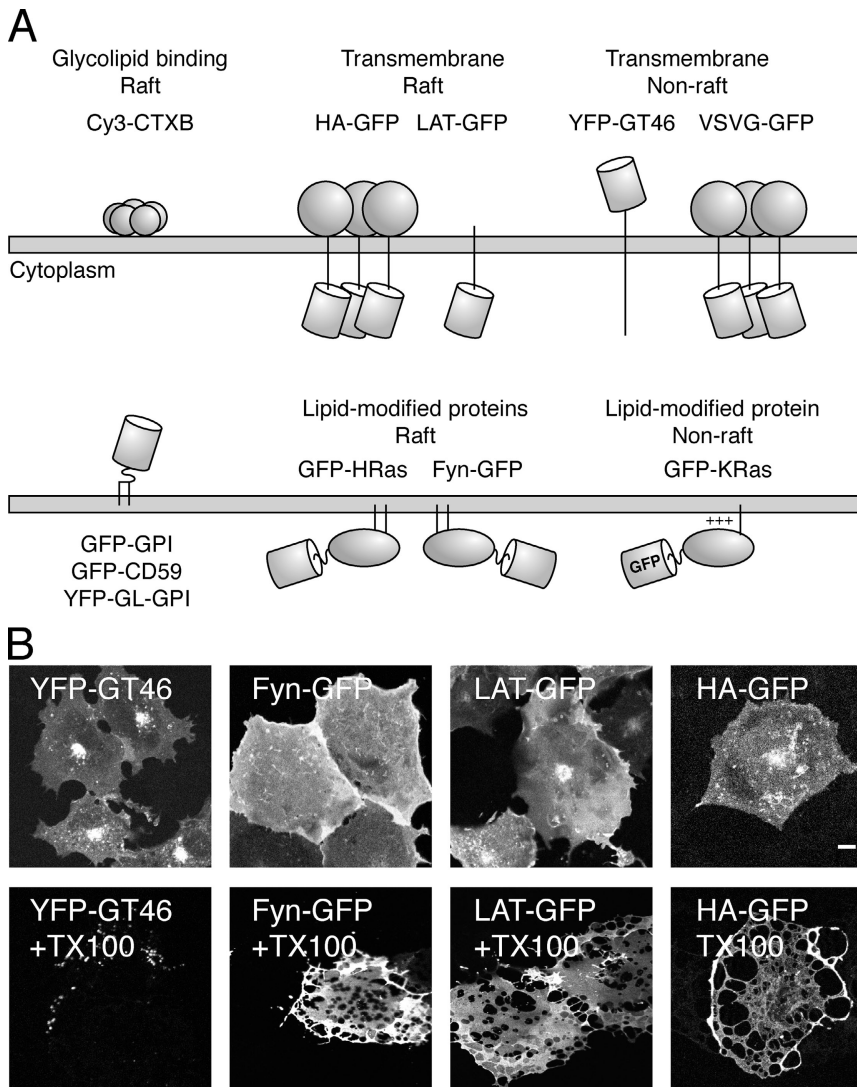 A
Glycolipid binding
Raft
Cy3-CTXB
Transmembrane
Raft
HA-GFP LAT-GFP
Transmembrane
Non-raft
YFP-GT46 VSVG-GFP
Cytoplasm
GFP-GPI
GFP-CD59
YFP-GL-GPI
Lipid-modified proteins
Raft
GFP-HRas Fyn-GFP
Lipid-modified protein
Non-raft
GFP-KRas
+++
GFP
B
YFP-GT46
Fyn-GFP
LAT-GFP
HA-GFP
YFP-GT46
+TX100
Fyn-GFP
+TX100
LAT-GFP
+TX100
HA-GFP
TX100